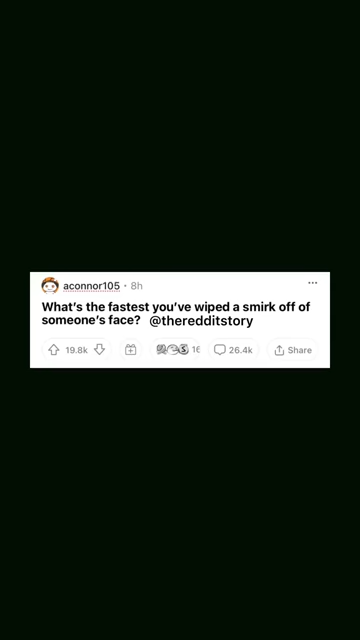 aconnor105 • 8h
What's the fastest you've wiped a smirk off of
someone's face? @theredditstory
19.8k 16 26.4k Share